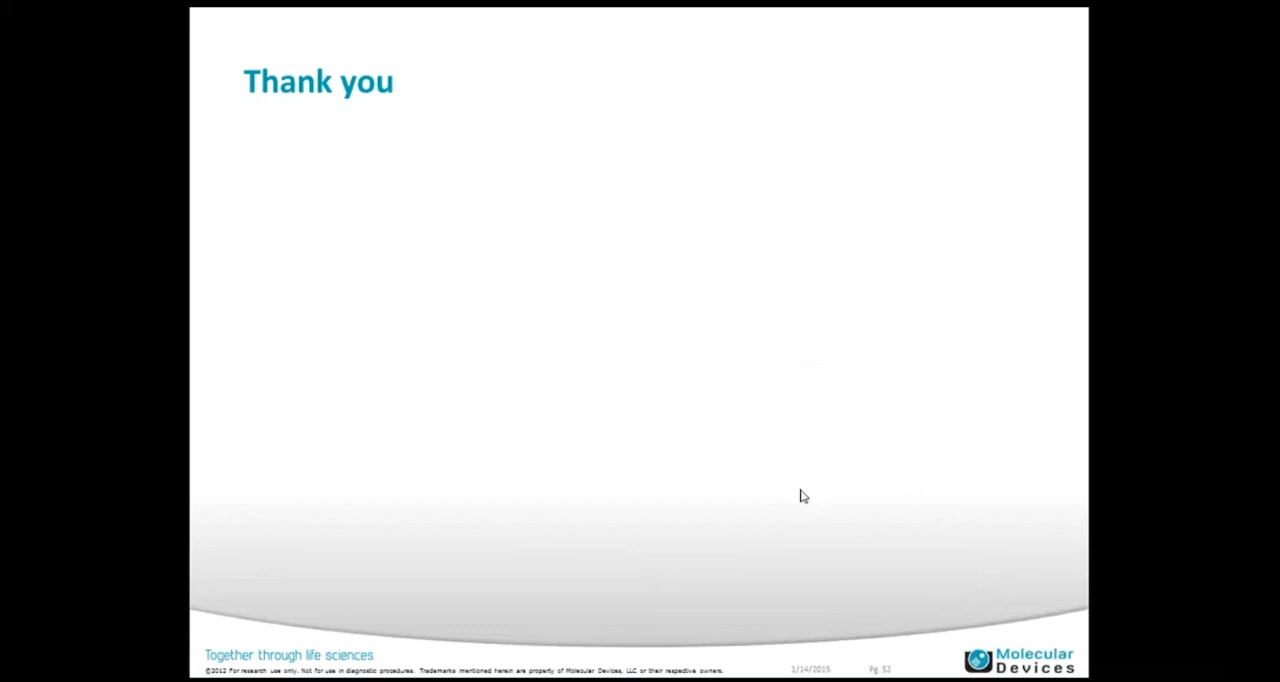 Thank you
Together through life sciences.
©2012 For research use only. Not for use in diagnostic procedures. Trademarks mentioned herein are property of Molecular Devices, LLC or their respective owners.
1/14/2015 Pg. 52
Molecular
Devices